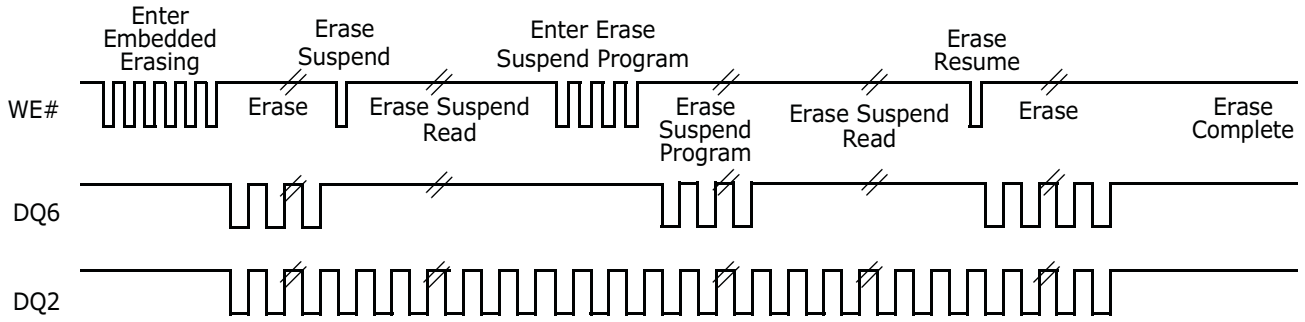 Enter
Embedded
Erasing
Erase
Suspend
Enter Erase
Suspend Program
Erase
Resume
WE#
Erase
Erase Suspend
Read
Erase
Suspend
Program
Erase Suspend
Read
Erase
Erase
Complete
DQ6
DQ2